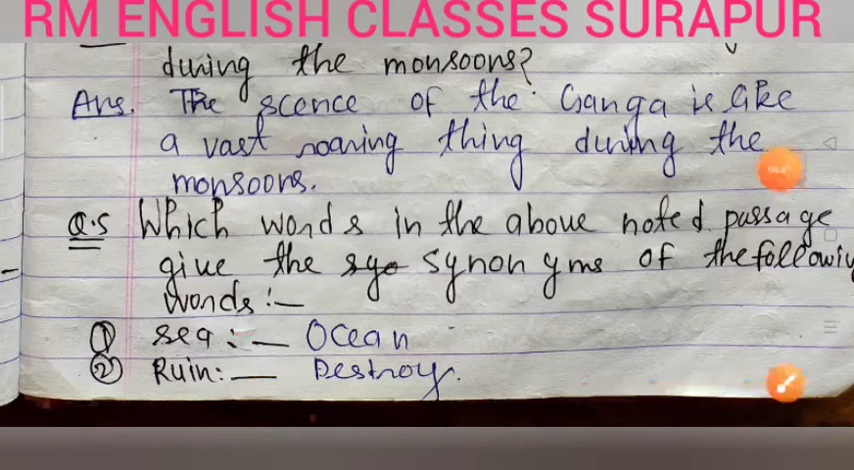 RM ENGLISH CLASSES SURAPUR
during the monsoons?
Ans. The scence of the Ganga is like
a vast roaring thing during the
monsoons.
Q.5 Which words in the above noted passage
give the syo synonyms of the followin
words :—
① sea :— Ocean
② Ruin:— Destroy.